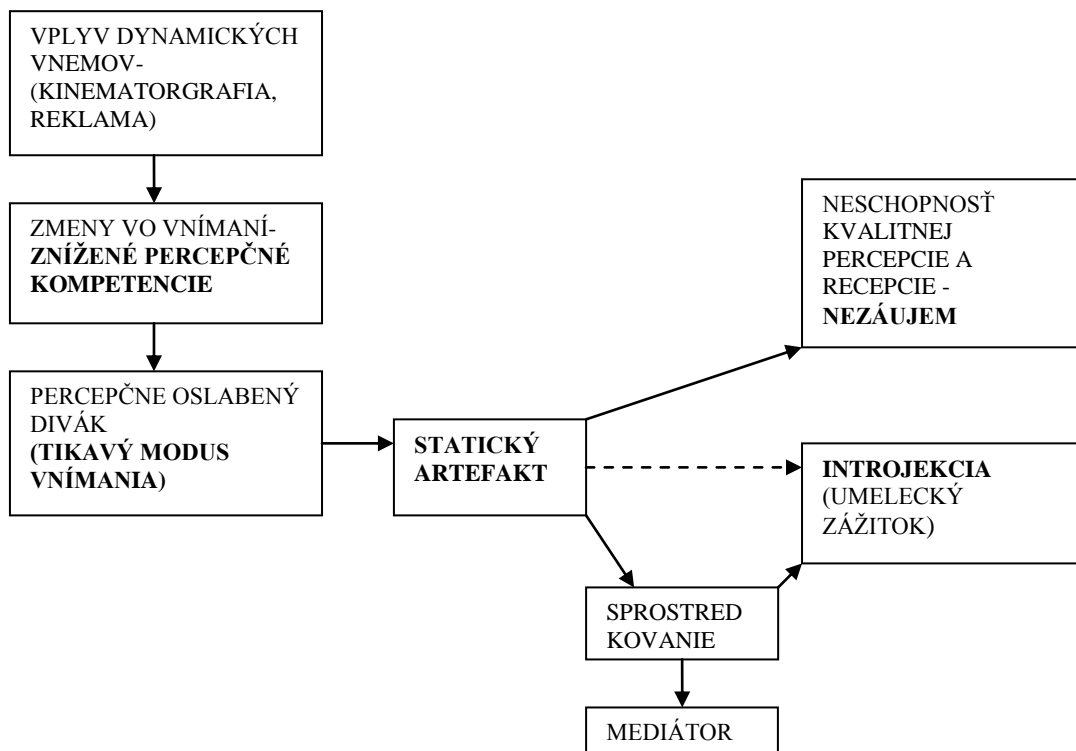 VPLYV DYNAMICKÝCH
VNEMOV-
(KINEMATORGRAFIA,
REKLAMA)
ZMENY VO VNÍMANÍ-
ZNÍŽENÉ PERCEPČNÉ
KOMPETENCIE
PERCEPČNE OSLABENÝ
DIVÁK
(TIKAVÝ MODUS
VNÍMANIA)
STATICKÝ
ARTEFAKT
NESCHOPNOSŤ
KVALITNEJ
PERCEPCIE A
RECEPCIE -
NEZÁUJEM
INTROJEKCIA
(UMELECKÝ
ZÁŽITOK)
SPROSTRED
KOVANIE
MEDIÁTOR